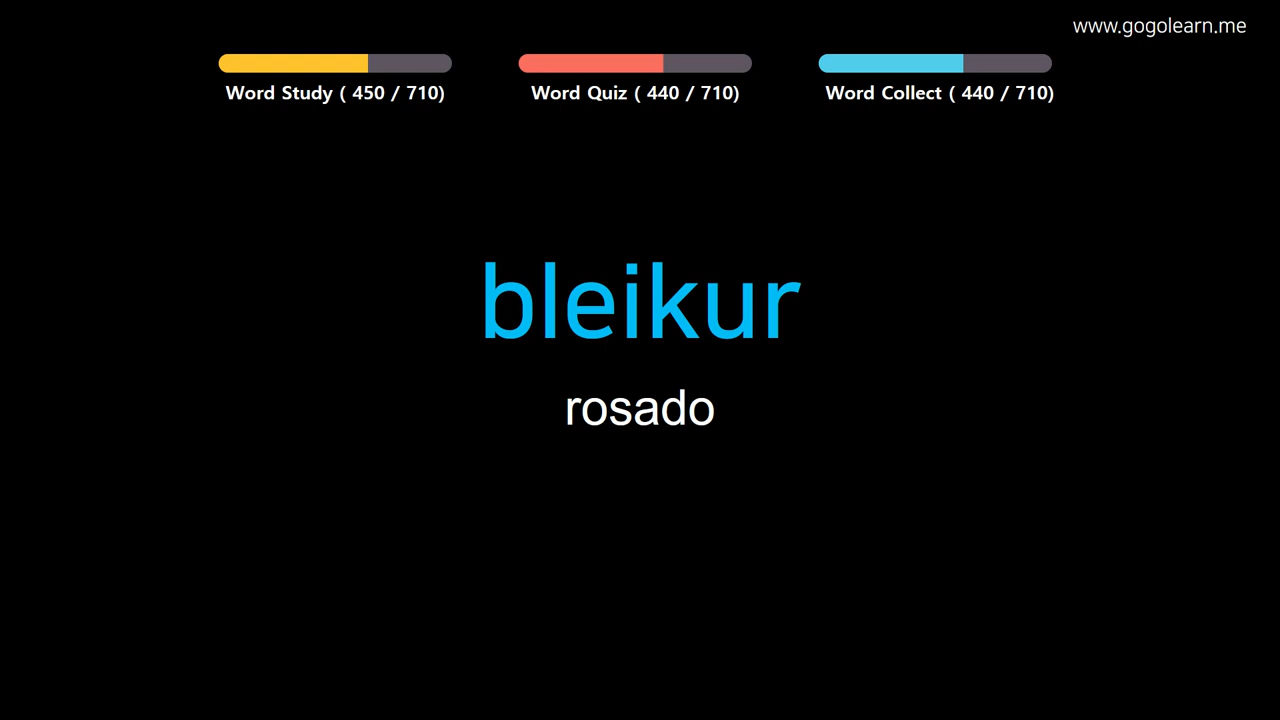 www.gogolearn.me
Word Study ( 450 / 710)
Word Quiz ( 440 / 710)
Word Collect ( 440 / 710)
bleikur
rosado